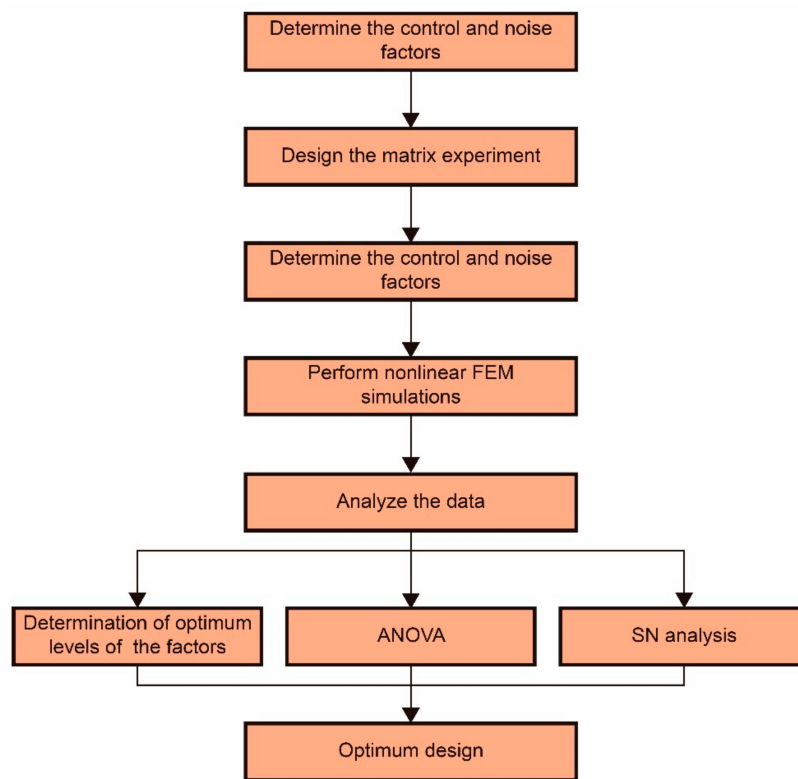 Determine the control and noise
factors
Design the matrix experiment
Determine the control and noise
factors
Perform nonlinear FEM
simulations
Analyze the data
Determination of optimum
levels of the factors
ANOVA
SN analysis
Optimum design